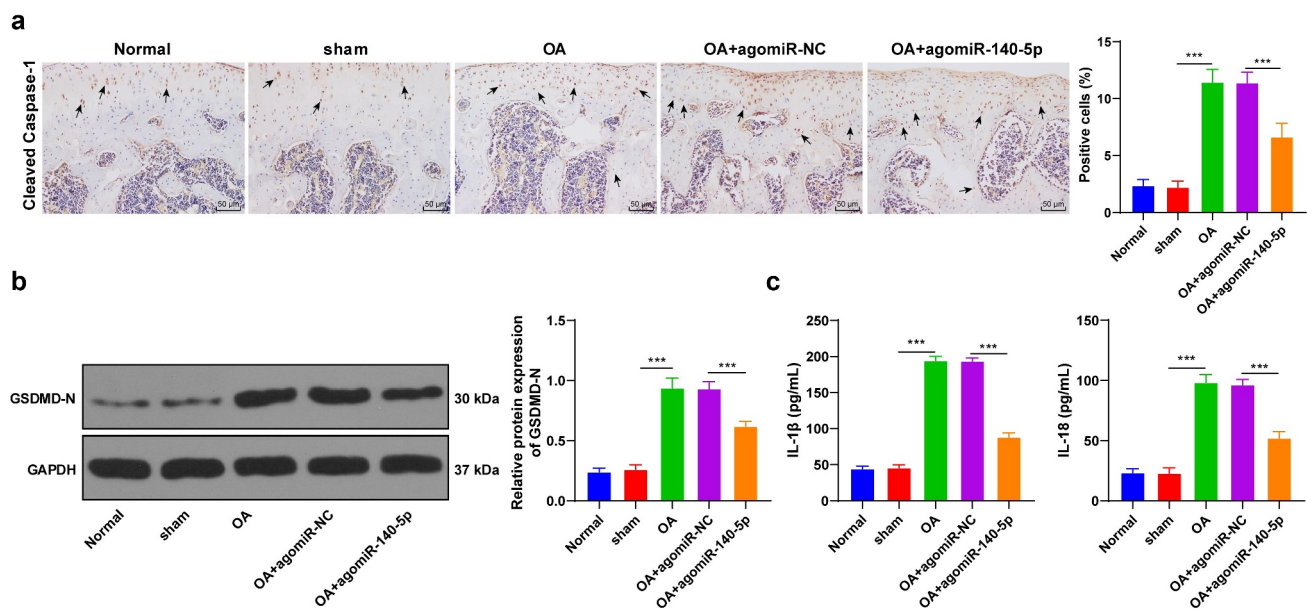 a
Normal
sham
OA
OA+agomiR-NC
OA+agomiR-140-5p
Cleaved Caspase-1
50 μm
50 μm
50 μm
50 μm
50 μm
Positive cells (%)
15
10
5
0
***
***
Normal
sham
OA
OA+agomiR-NC
OA+agomiR-140-5p
b
GSDMD-N
30 kDa
GAPDH
37 kDa
Normal
sham
OA
OA+agomiR-NC
OA+agomiR-140-5p
Relative protein expression
of GSDMD-N
1.5
1.0
0.5
0.0
***
***
Normal
sham
OA
OA+agomiR-NC
OA+agomiR-140-5p
c
IL-1β (pg/mL)
250
200
150
100
50
0
***
***
Normal
sham
OA
OA+agomiR-NC
OA+agomiR-140-5p
IL-18 (pg/mL)
150
100
50
0
***
***
Normal
sham
OA
OA+agomiR-NC
OA+agomiR-140-5p